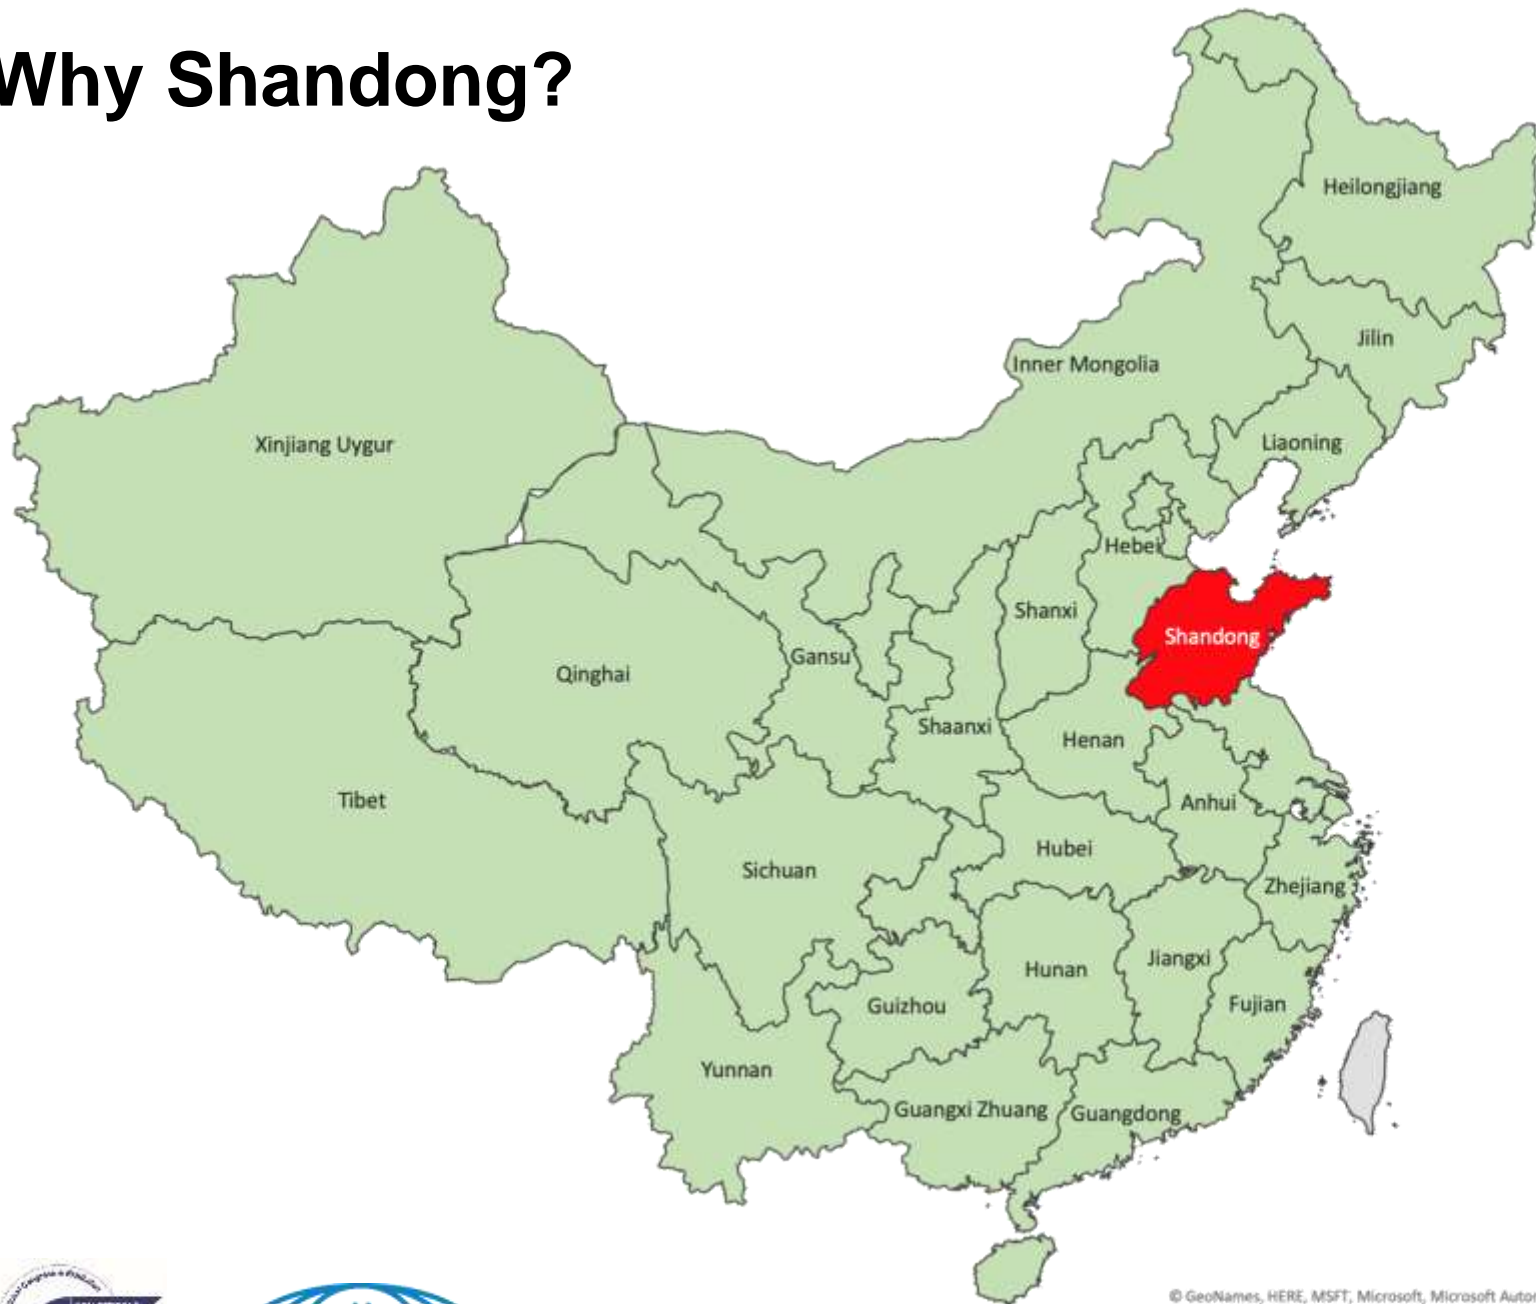 Why Shandong?
Heilongjiang
Jilin
Inner Mongolia
Liaoning
Xinjiang Uygur
Hebei
Shanxi
Shandong
Gansu
Qinghai
Shaanxi
Henan
Tibet
Anhui
Hubei
Sichuan
Zhejiang
Jiangxi
Hunan
Guizhou
Fujian
Yunnan
Guangxi Zhuang
Guangdong
© GeoNames, HERE, MSFT, Microsoft, Microsoft